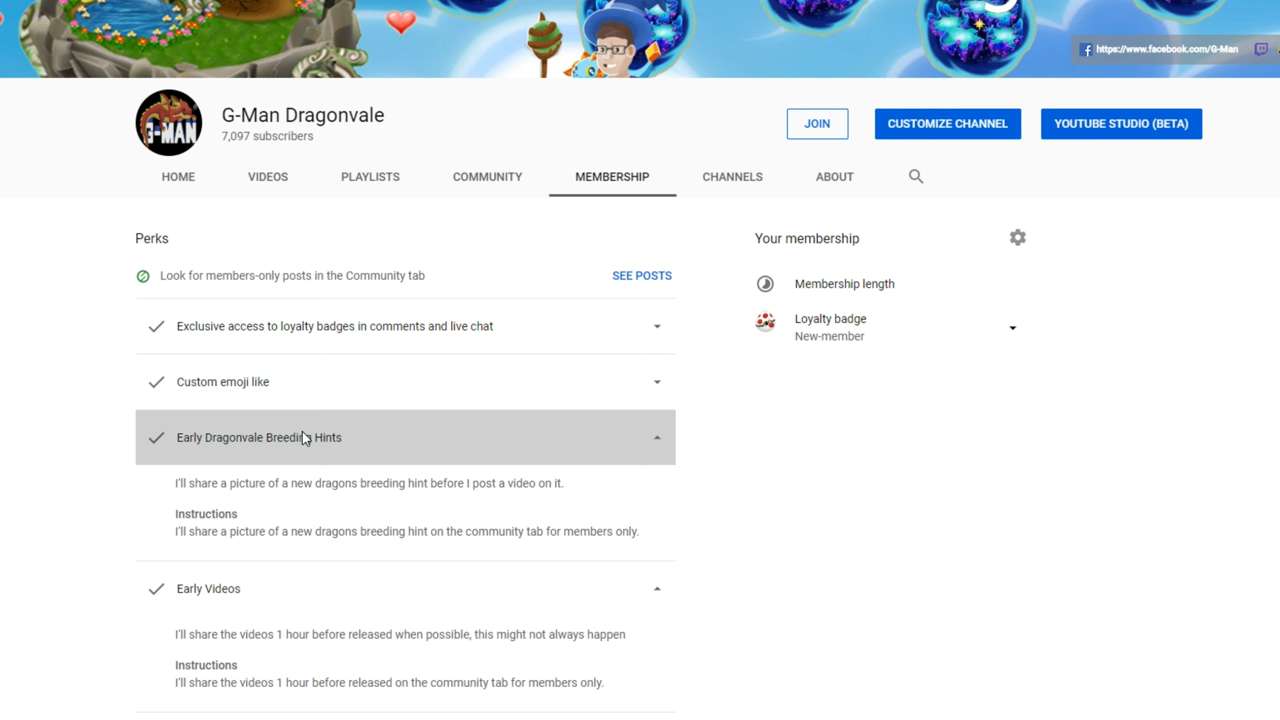 https://www.facebook.com/G-Man
G-MAN
G-Man Dragonvale
7,097 subscribers
JOIN
CUSTOMIZE CHANNEL
YOUTUBE STUDIO (BETA)
HOME
VIDEOS
PLAYLISTS
COMMUNITY
MEMBERSHIP
CHANNELS
ABOUT
Perks
Look for members-only posts in the Community tab
SEE POSTS
Exclusive access to loyalty badges in comments and live chat
Custom emoji like
Early Dragonvale Breeding Hints
I'll share a picture of a new dragons breeding hint before I post a video on it.
Instructions
I'll share a picture of a new dragons breeding hint on the community tab for members only.
Early Videos
I'll share the videos 1 hour before released when possible, this might not always happen
Instructions
I'll share the videos 1 hour before released on the community tab for members only.
Your membership
Membership length
Loyalty badge
New-member